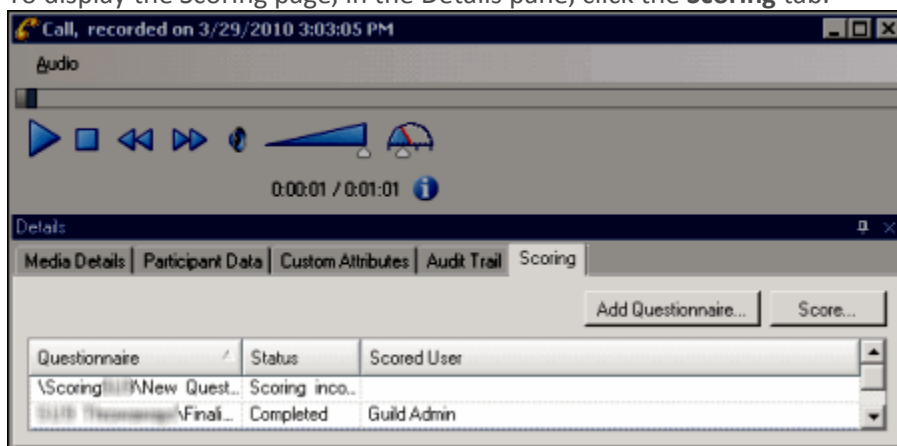 To display the Scoring page, in the Details pane, click the Scoring tab.
Call, recorded on 3/29/2010 3:03:05 PM
Audio
0:00:01 / 0:01:01
Details
Media Details Participant Data Custom Attributes Audit Trail Scoring
Add Questionnaire... Score...
Questionnaire Status Scored User
\Scoring \New Quest... Scoring inco...
\Finali... Completed Guild Admin